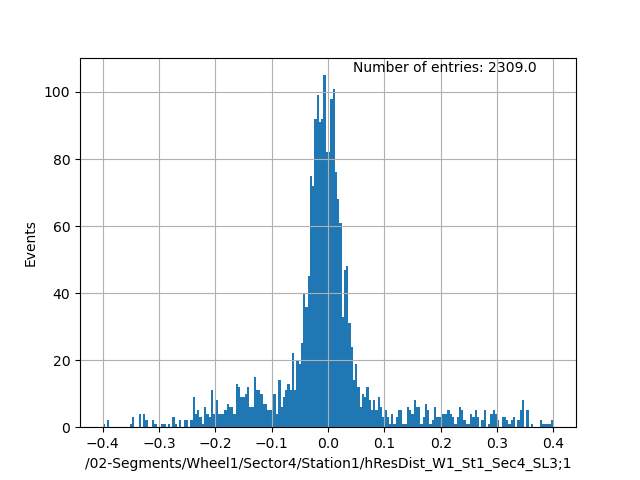 Number of entries: 2309.0
100
80
60
40
20
0
Events
−0.4 −0.3 −0.2 −0.1 0.0 0.1 0.2 0.3 0.4
/02-Segments/Wheel1/Sector4/Station1/hResDist_W1_St1_Sec4_SL3;1